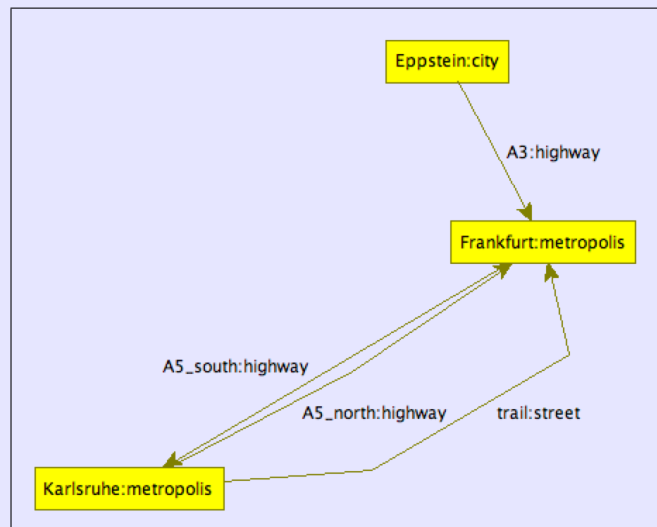 Eppstein:city
A3:highway
Frankfurt:metropolis
A5_south:highway
A5_north:highway
trail:street
Karlsruhe:metropolis